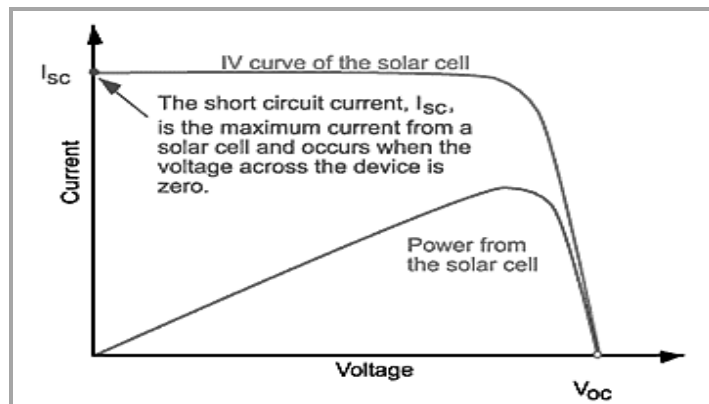 IV curve of the solar cell
ISC
The short circuit current, ISC,
is the maximum current from a
solar cell and occurs when the
voltage across the device is
zero.
Current
Power from
the solar cell
Voltage
VOC